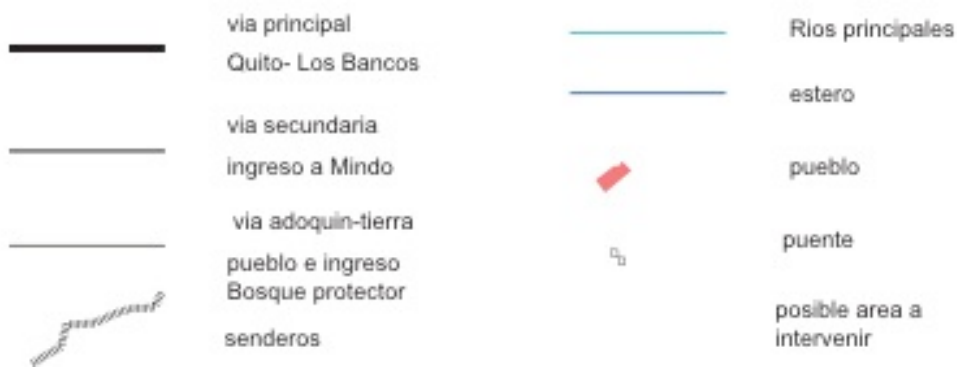 via principal
Quito- Los Bancos
via secundaria
ingreso a Mindo
via adoquin-tierra
pueblo e ingreso
Bosque protector
senderos
Rios principales
estero
pueblo
puente
posible area a
intervenir